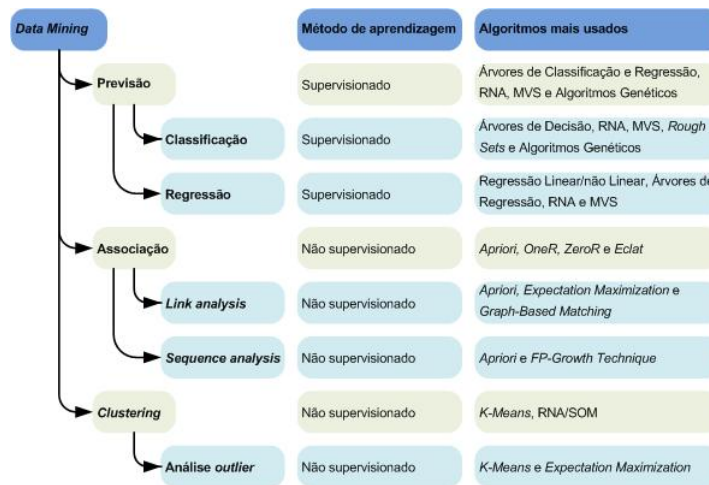 Data Mining
Método de aprendizagem
Algoritmos mais usados
Previsão
Supervisionado
Árvores de Classificação e Regressão,
RNA, MVS e Algoritmos Genéticos
Classificação
Supervisionado
Árvores de Decisão, RNA, MVS, Rough
Sets e Algoritmos Genéticos
Regressão
Supervisionado
Regressão Linear/não Linear, Árvores de
Regressão, RNA e MVS
Associação
Não supervisionado
Apriori, OneR, ZeroR e Eclat
Link analysis
Não supervisionado
Apriori, Expectation Maximization e
Graph-Based Matching
Sequence analysis
Não supervisionado
Apriori e FP-Growth Technique
Clustering
Não supervisionado
K-Means, RNA/SOM
Análise outlier
Não supervisionado
K-Means e Expectation Maximization